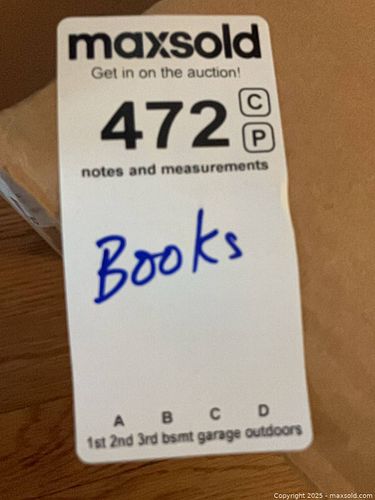 maxsold
Get in on the auction!
472 C
P
notes and measurements
Books
A B C D
1st 2nd 3rd bsmt garage outdoors
Copyright 2025 - maxsold.com